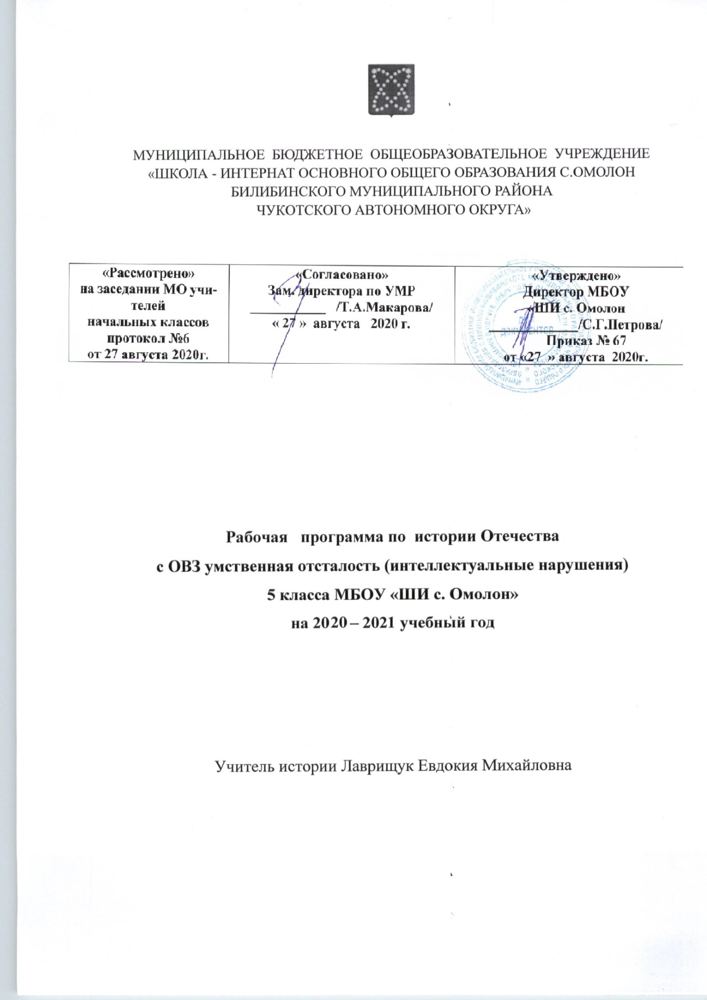 МУНИЦИПАЛЬНОЕ БЮДЖЕТНОЕ ОБЩЕОБРАЗОВАТЕЛЬНОЕ УЧРЕЖДЕНИЕ
«ШКОЛА - ИНТЕРНАТ ОСНОВНОГО ОБЩЕГО ОБРАЗОВАНИЯ С.ОМОЛОН
БИЛИБИНСКОГО МУНИЦИПАЛЬНОГО РАЙОНА
ЧУКОТСКОГО АВТОНОМНОГО ОКРУГА»
«Рассмотрено»
на заседании МО учи-
телей
начальных классов
протокол №6
от 27 августа 2020г.
«Согласовано»
Зам. директора по УМР
____________ /Т.А.Макарова/
« 27 » августа 2020 г.
«Утверждено»
Директор МБОУ
«ШИ с. Омолон
______________/С.Г.Петрова/
Приказ № 67
от «27 » августа 2020г.
ДОКУМЕНТОВ
Рабочая программа по истории Отечества
с ОВЗ умственная отсталость (интеллектуальные нарушения)
5 класса МБОУ «ШИ с. Омолон»
на 2020 – 2021 учебный год
Учитель истории Лаврищук Евдокия Михайловна